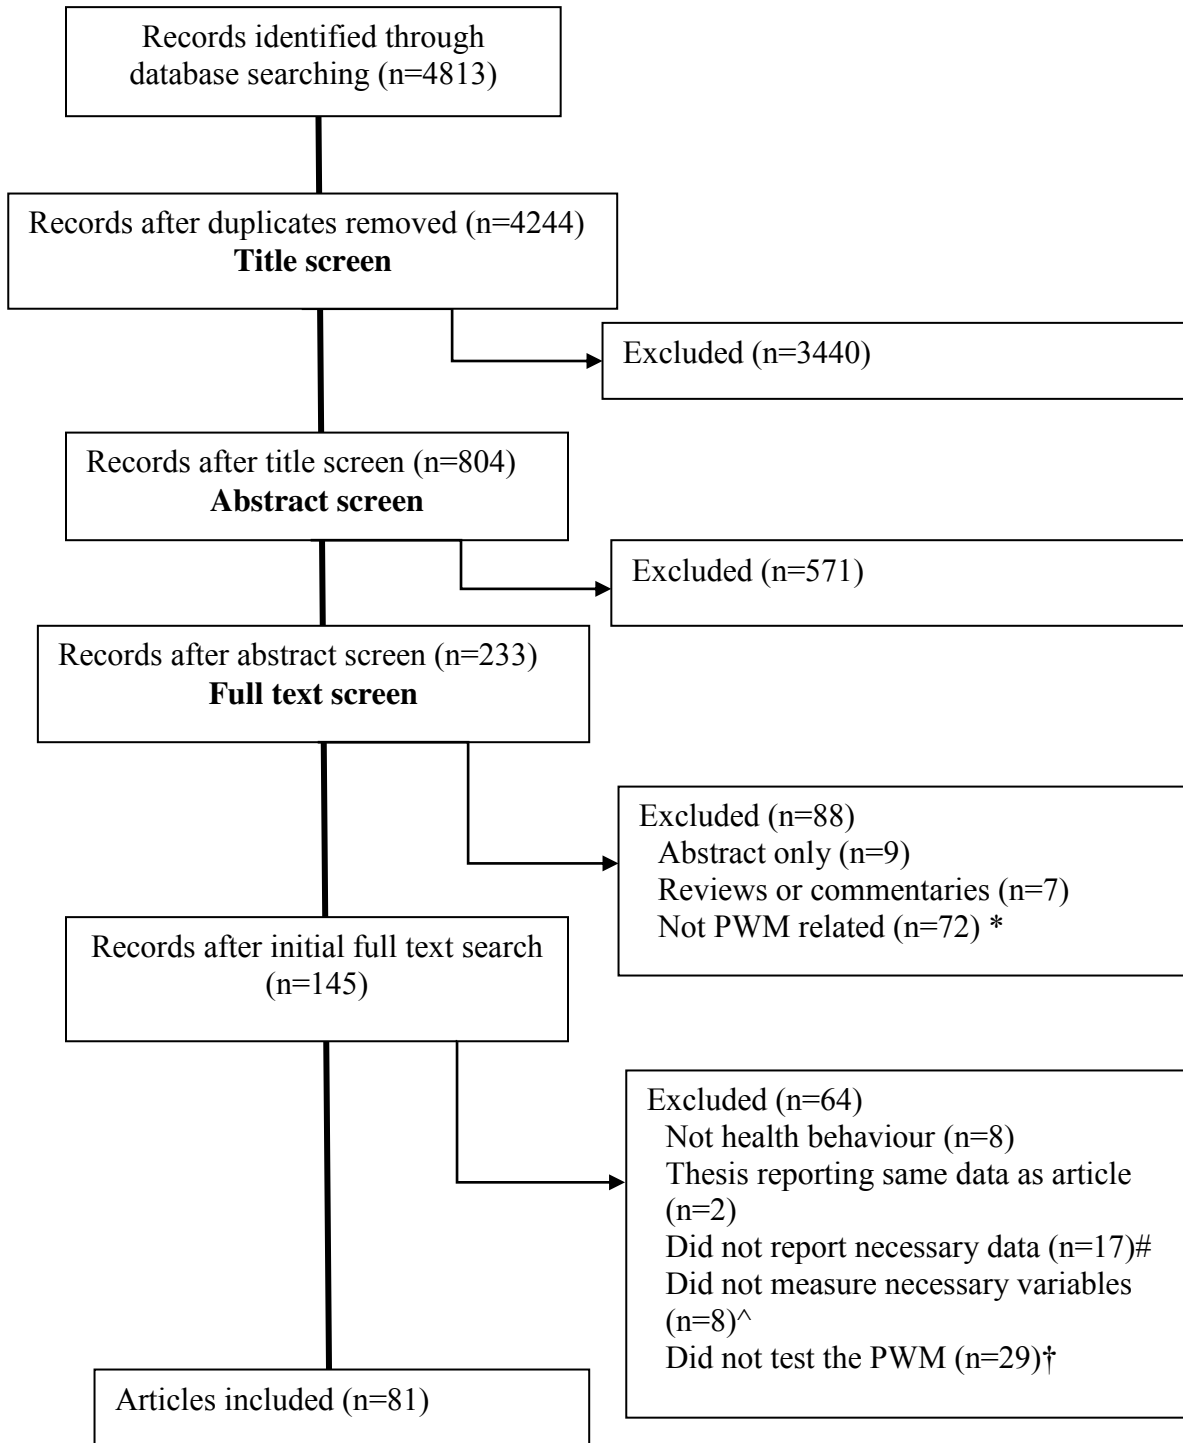 Records identified through
database searching (n=4813)
Records after duplicates removed (n=4244)
Title screen
Excluded (n=3440)
Records after title screen (n=804)
Abstract screen
Excluded (n=571)
Records after abstract screen (n=233)
Full text screen
Excluded (n=88)
Abstract only (n=9)
Reviews or commentaries (n=7)
Not PWM related (n=72) *
Records after initial full text search
(n=145)
Excluded (n=64)
Not health behaviour (n=8)
Thesis reporting same data as article
(n=2)
Did not report necessary data (n=17)#
Did not measure necessary variables
(n=8)^
Did not test the PWM (n=29)†
Articles included (n=81)